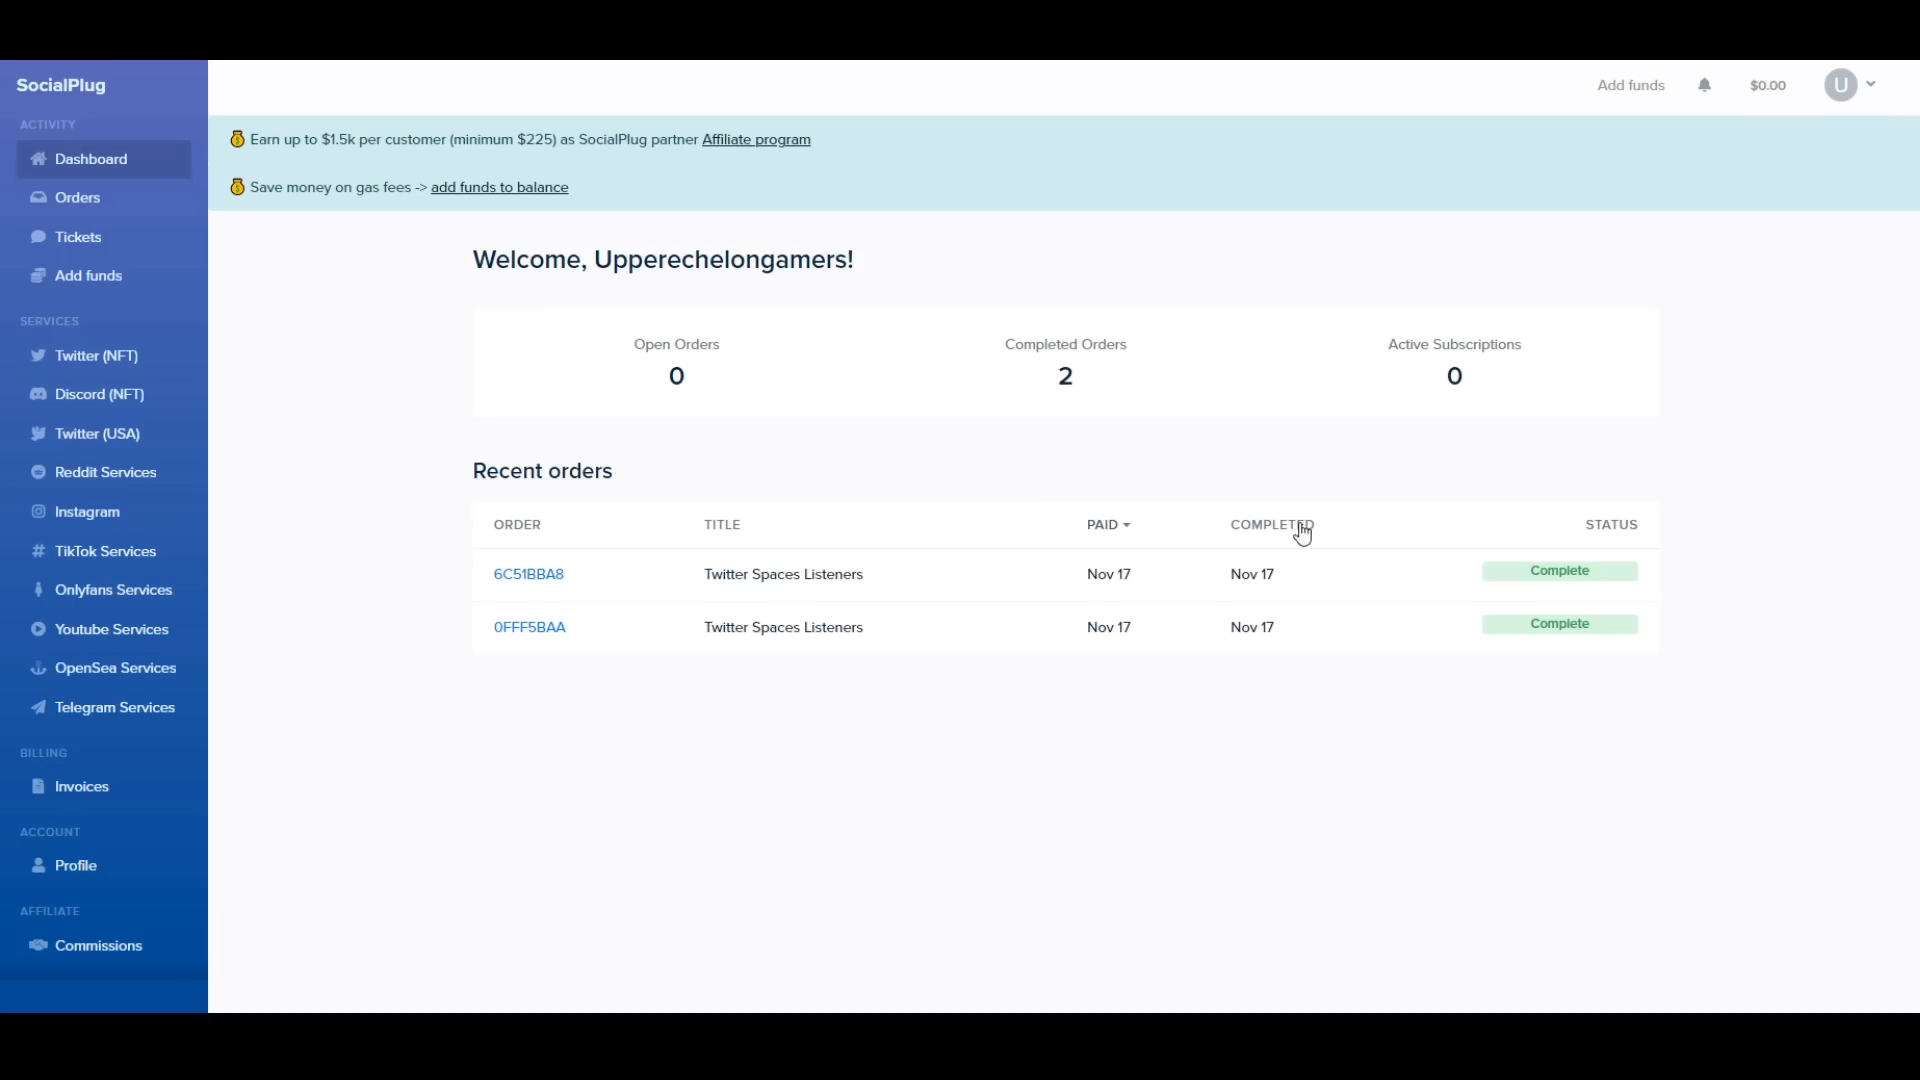 SocialPlug
ACTIVITY
Dashboard
Orders
Tickets
Add funds
SERVICES
Twitter (NFT)
Discord (NFT)
Twitter (USA)
Reddit Services
Instagram
TikTok Services
Onlyfans Services
Youtube Services
OpenSea Services
Telegram Services
BILLING
Invoices
ACCOUNT
Profile
AFFILIATE
Commissions
Add funds $0.00 U
Earn up to $1.5k per customer (minimum $225) as SocialPlug partner Affiliate program
Save money on gas fees -> add funds to balance
Welcome, Upperechelongamers!
Open Orders Completed Orders Active Subscriptions
0 2 0
Recent orders
ORDER TITLE PAID COMPLETED STATUS
6C51BBA8 Twitter Spaces Listeners Nov 17 Nov 17 Complete
0FFF5BAA Twitter Spaces Listeners Nov 17 Nov 17 Complete